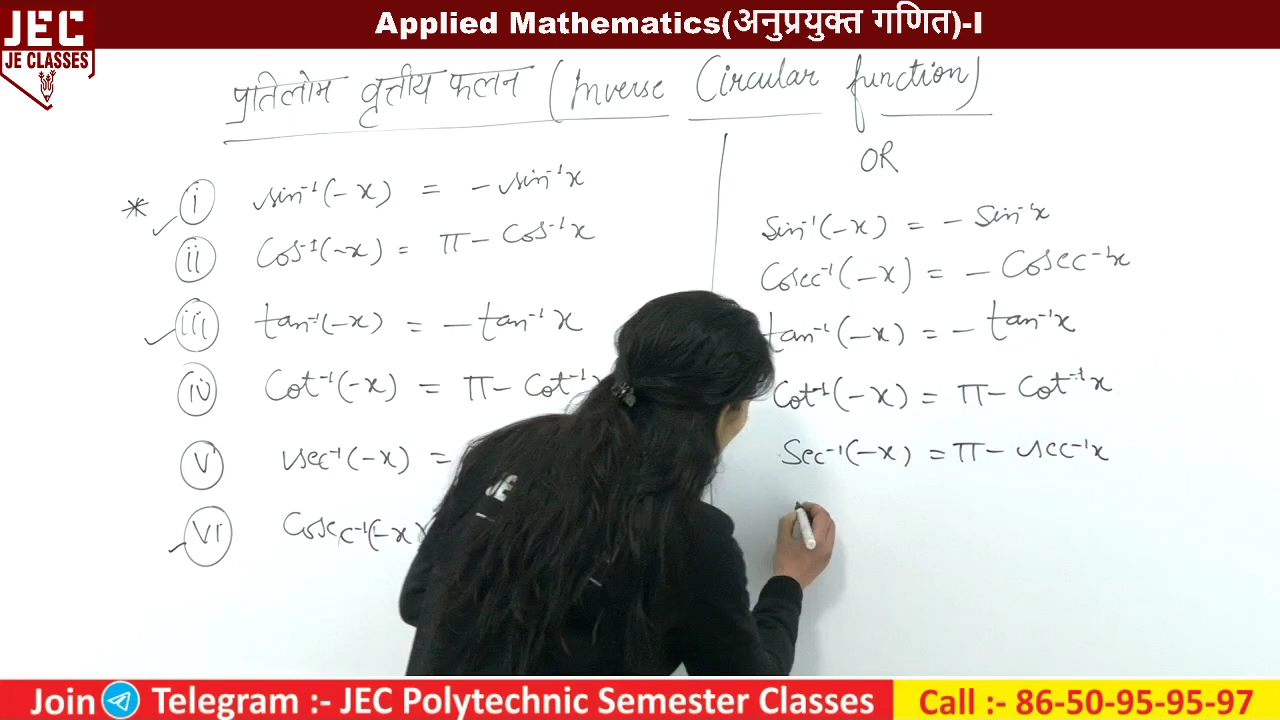 Applied Mathematics(अनुप्रयुक्त गणित)-I
JEC
JE CLASSES
प्रतिलोम वृत्तीय फलन (Inverse Circular function)
* (i) sin⁻¹(-x) = - sin⁻¹x
(ii) Cos⁻¹(-x) = π - Cos⁻¹x
(iii) tan⁻¹(-x) = - tan⁻¹x
(iv) Cot⁻¹(-x) = π - Cot⁻¹
(v) sec⁻¹(-x) =
(vi) Cosec⁻¹(-x)
OR
Sin⁻¹(-x) = - Sin⁻¹x
Cosec⁻¹(-x) = - Cosec⁻¹x
tan⁻¹(-x) = - tan⁻¹x
Cot⁻¹(-x) = π - Cot⁻¹x
Sec⁻¹(-x) = π - sec⁻¹x
JE
Join Telegram :- JEC Polytechnic Semester Classes
Call :- 86-50-95-95-97